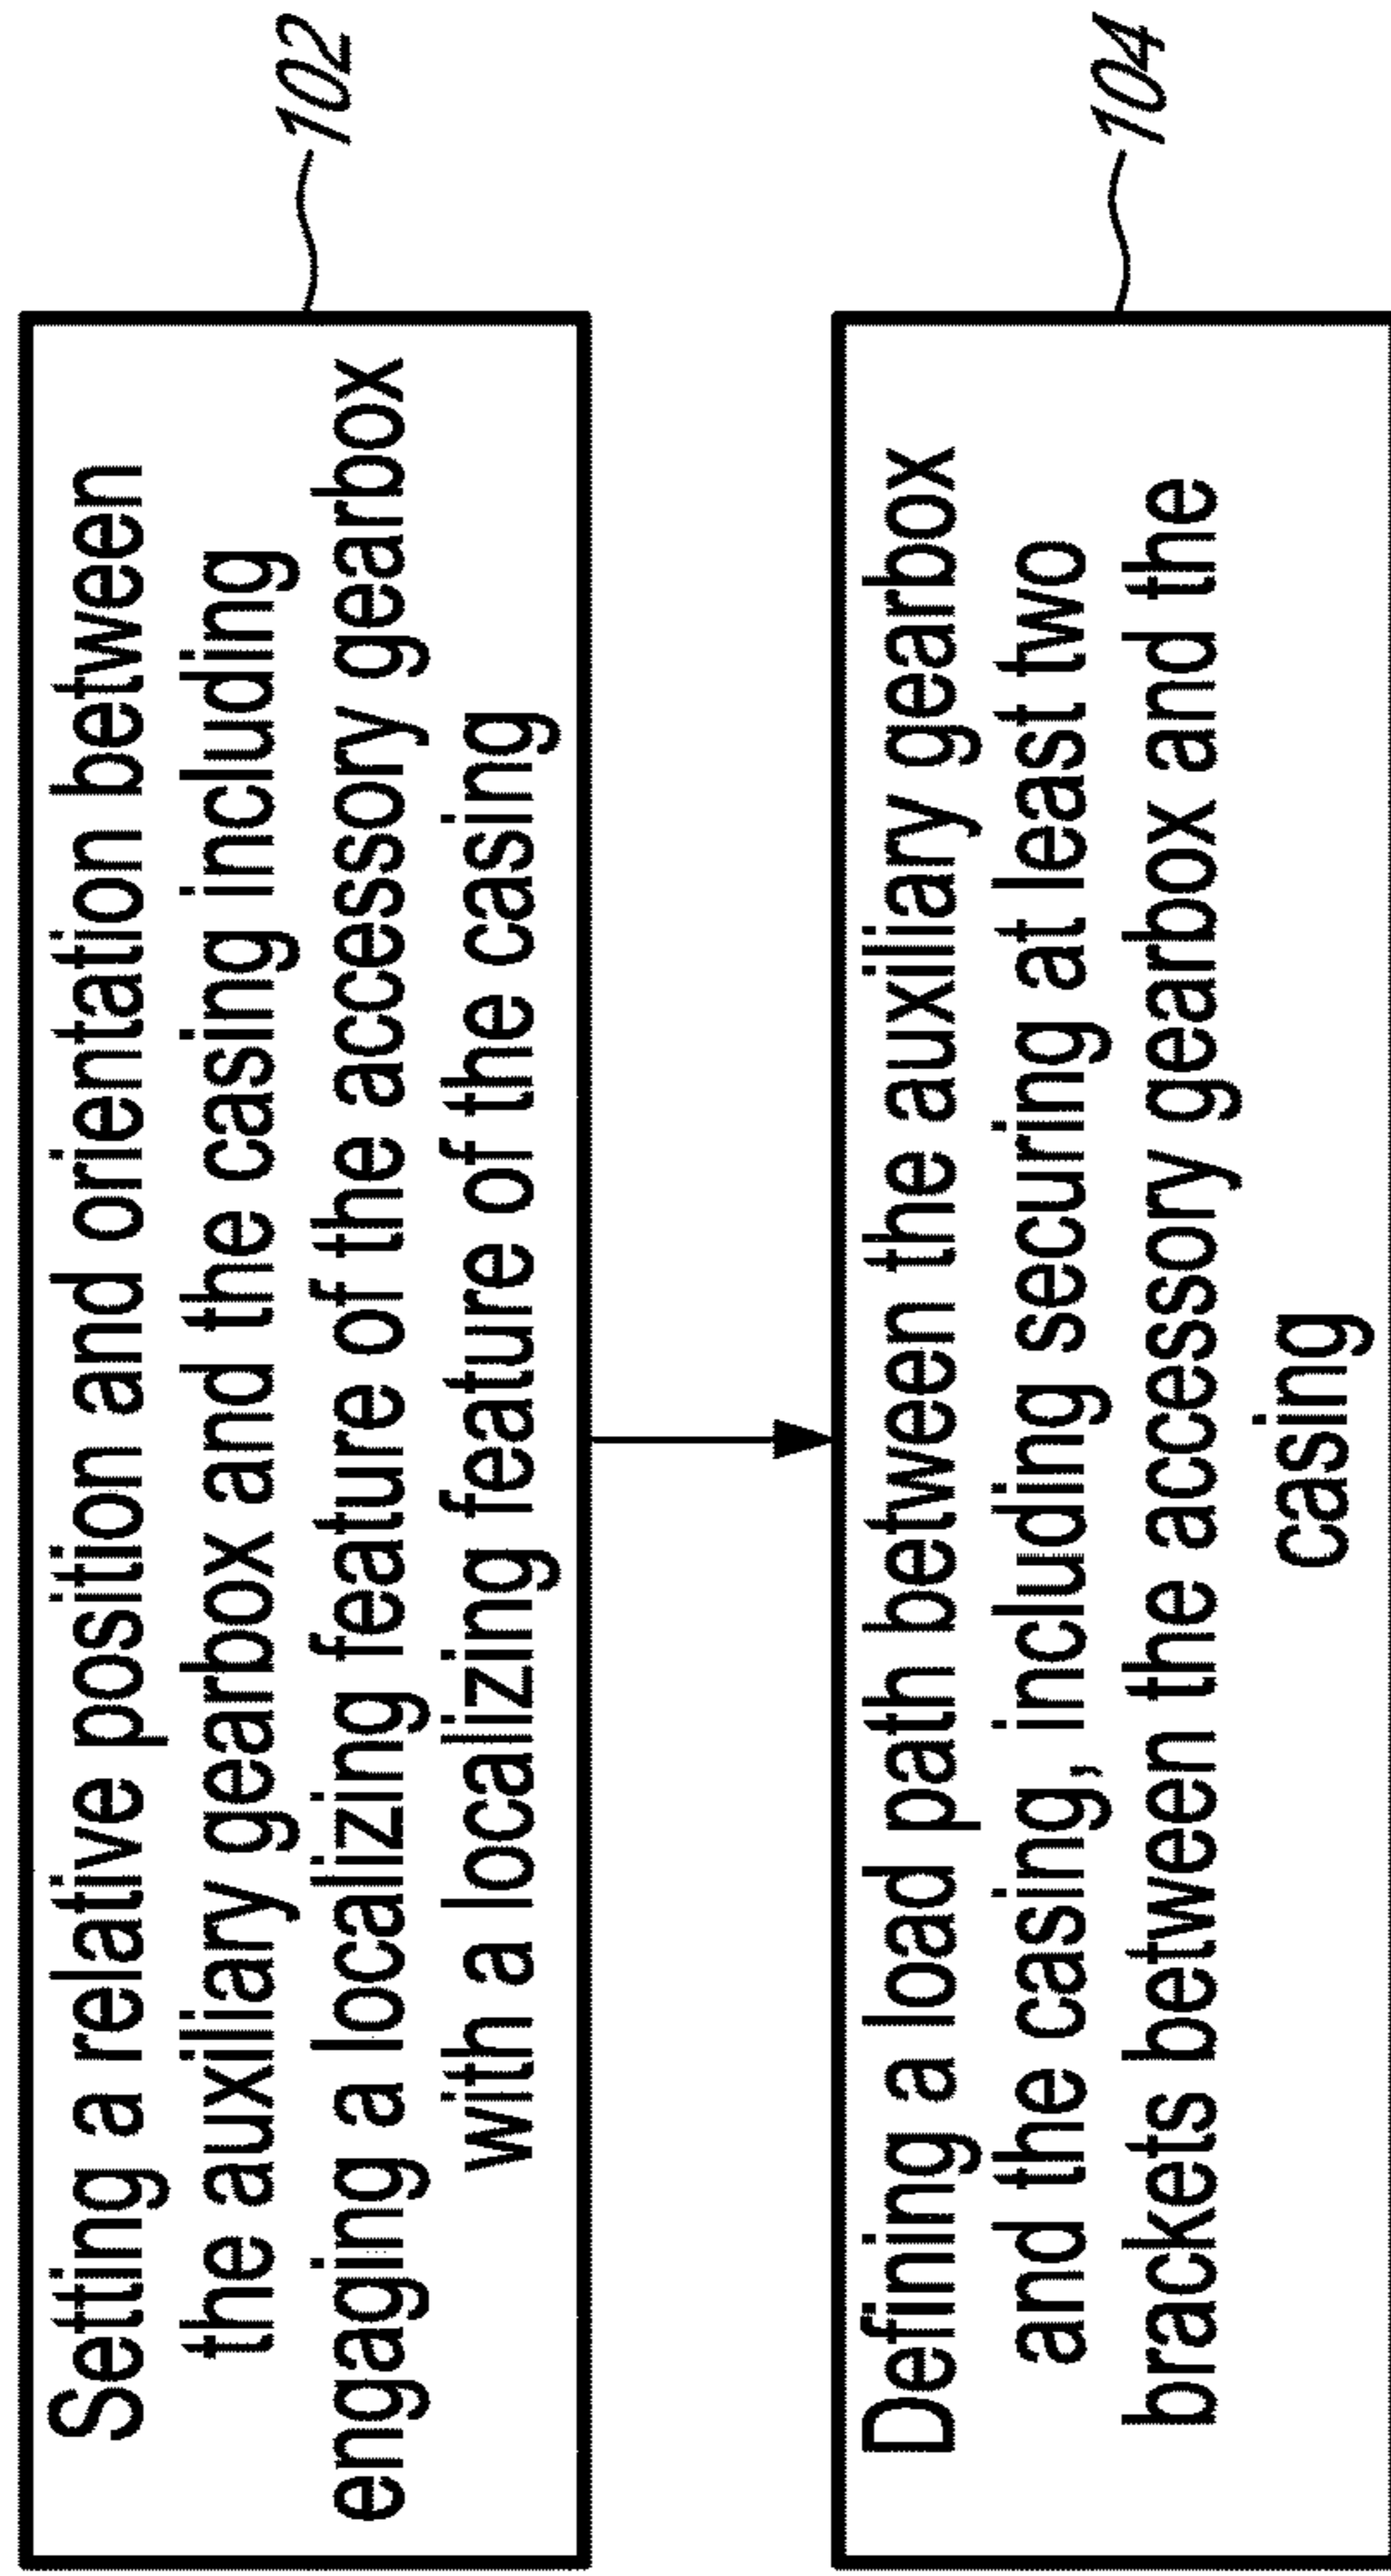 Setting a relative position and orientation between
the auxiliary gearbox and the casing including
engaging a localizing feature of the accessory gearbox
with a localizing feature of the casing
102
Defining a load path between the auxiliary gearbox
and the casing, including securing at least two
brackets between the accessory gearbox and the
casing
104